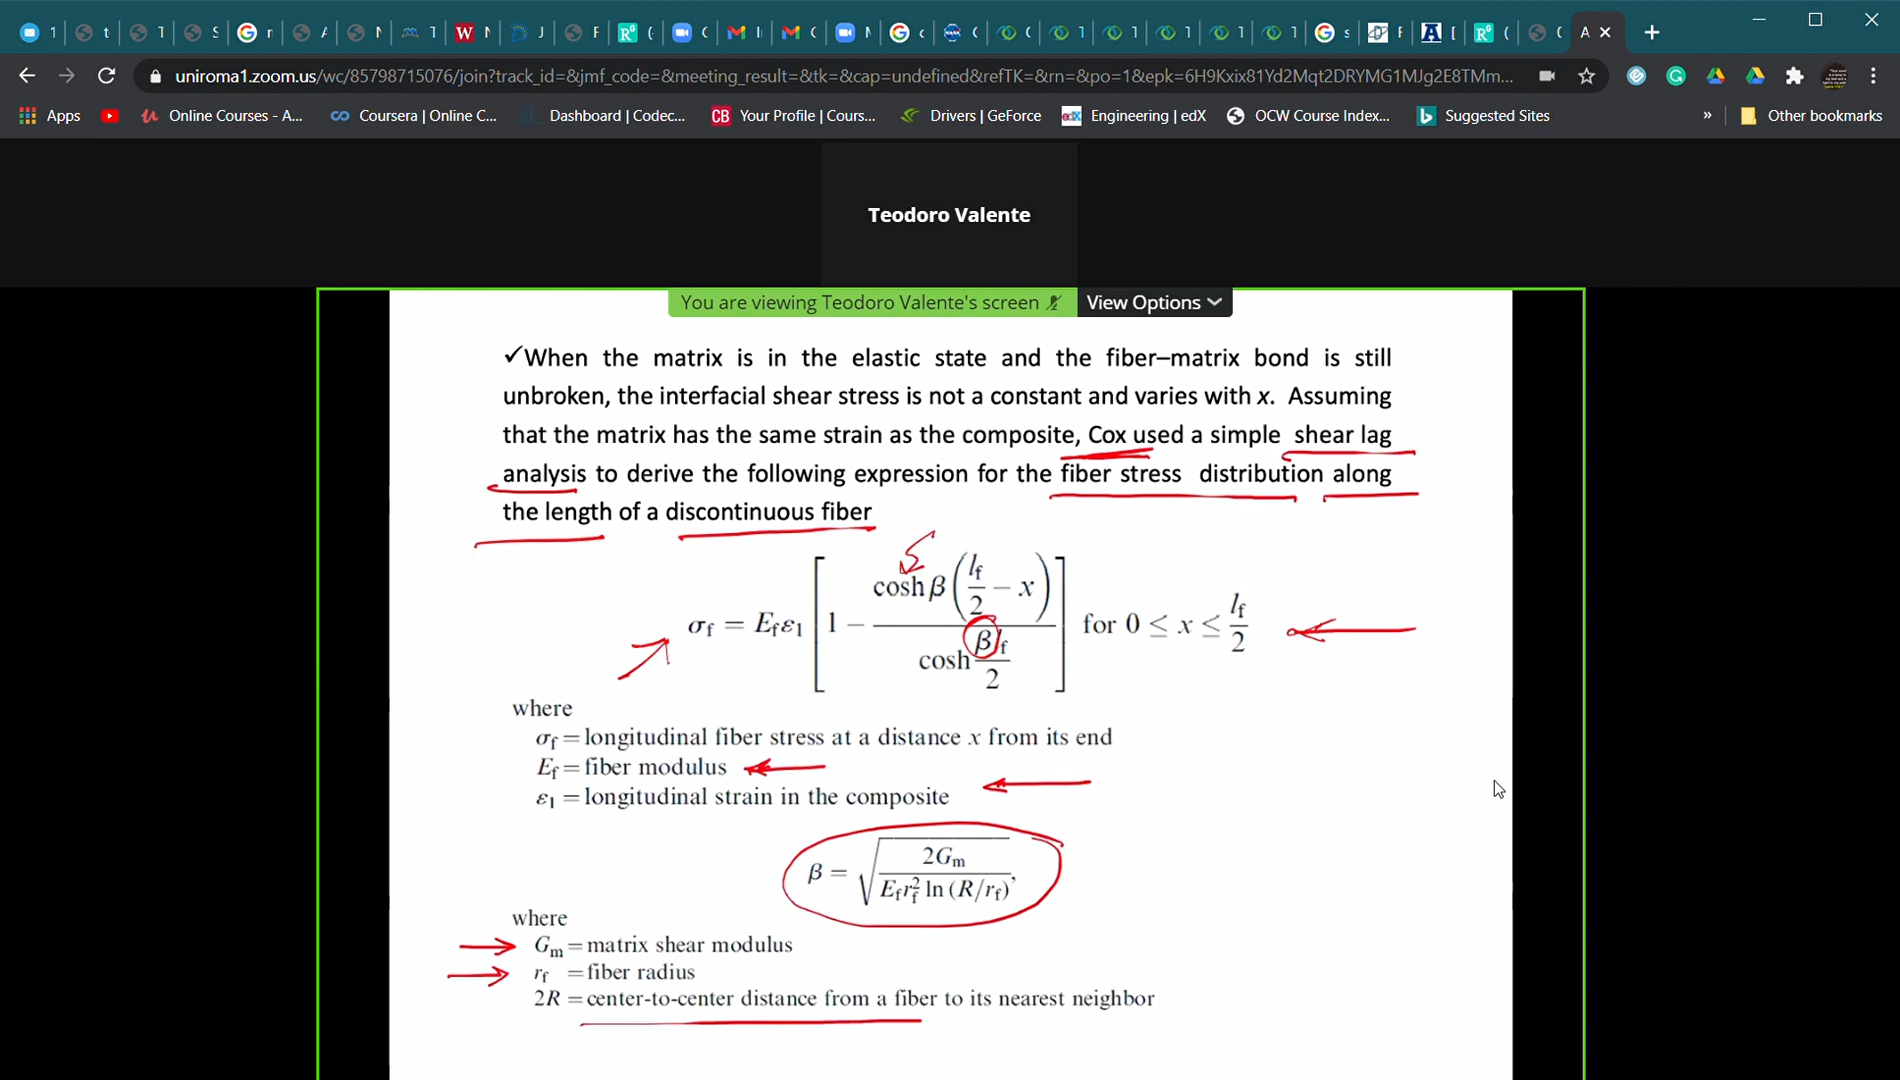 uniroma1.zoom.us/wc/85798715076/join?track_id=&jmf_code=&meeting_result=&tk=&cap=undefined&refTK=&rn=&po=1&epk=6H9Kxix81Yd2Mqt2DRYMG1MJg2E8TMm...
Apps Online Courses - A... Coursera | Online C... Dashboard | Codec... CB Your Profile | Cours... Drivers | GeForce edX Engineering | edX OCW Course Index... Suggested Sites » Other bookmarks
Teodoro Valente
You are viewing Teodoro Valente's screen View Options
✓When the matrix is in the elastic state and the fiber–matrix bond is still
unbroken, the interfacial shear stress is not a constant and varies with x. Assuming
that the matrix has the same strain as the composite, Cox used a simple shear lag
analysis to derive the following expression for the fiber stress distribution along
the length of a discontinuous fiber
σf = Efε1 [1 − cosh β (lf/2 − x) / cosh βlf/2] for 0 ≤ x ≤ lf/2
where
σf = longitudinal fiber stress at a distance x from its end
Ef = fiber modulus
ε1 = longitudinal strain in the composite
β = √(2Gm / Ef rf² ln (R/rf)),
where
Gm = matrix shear modulus
rf = fiber radius
2R = center-to-center distance from a fiber to its nearest neighbor